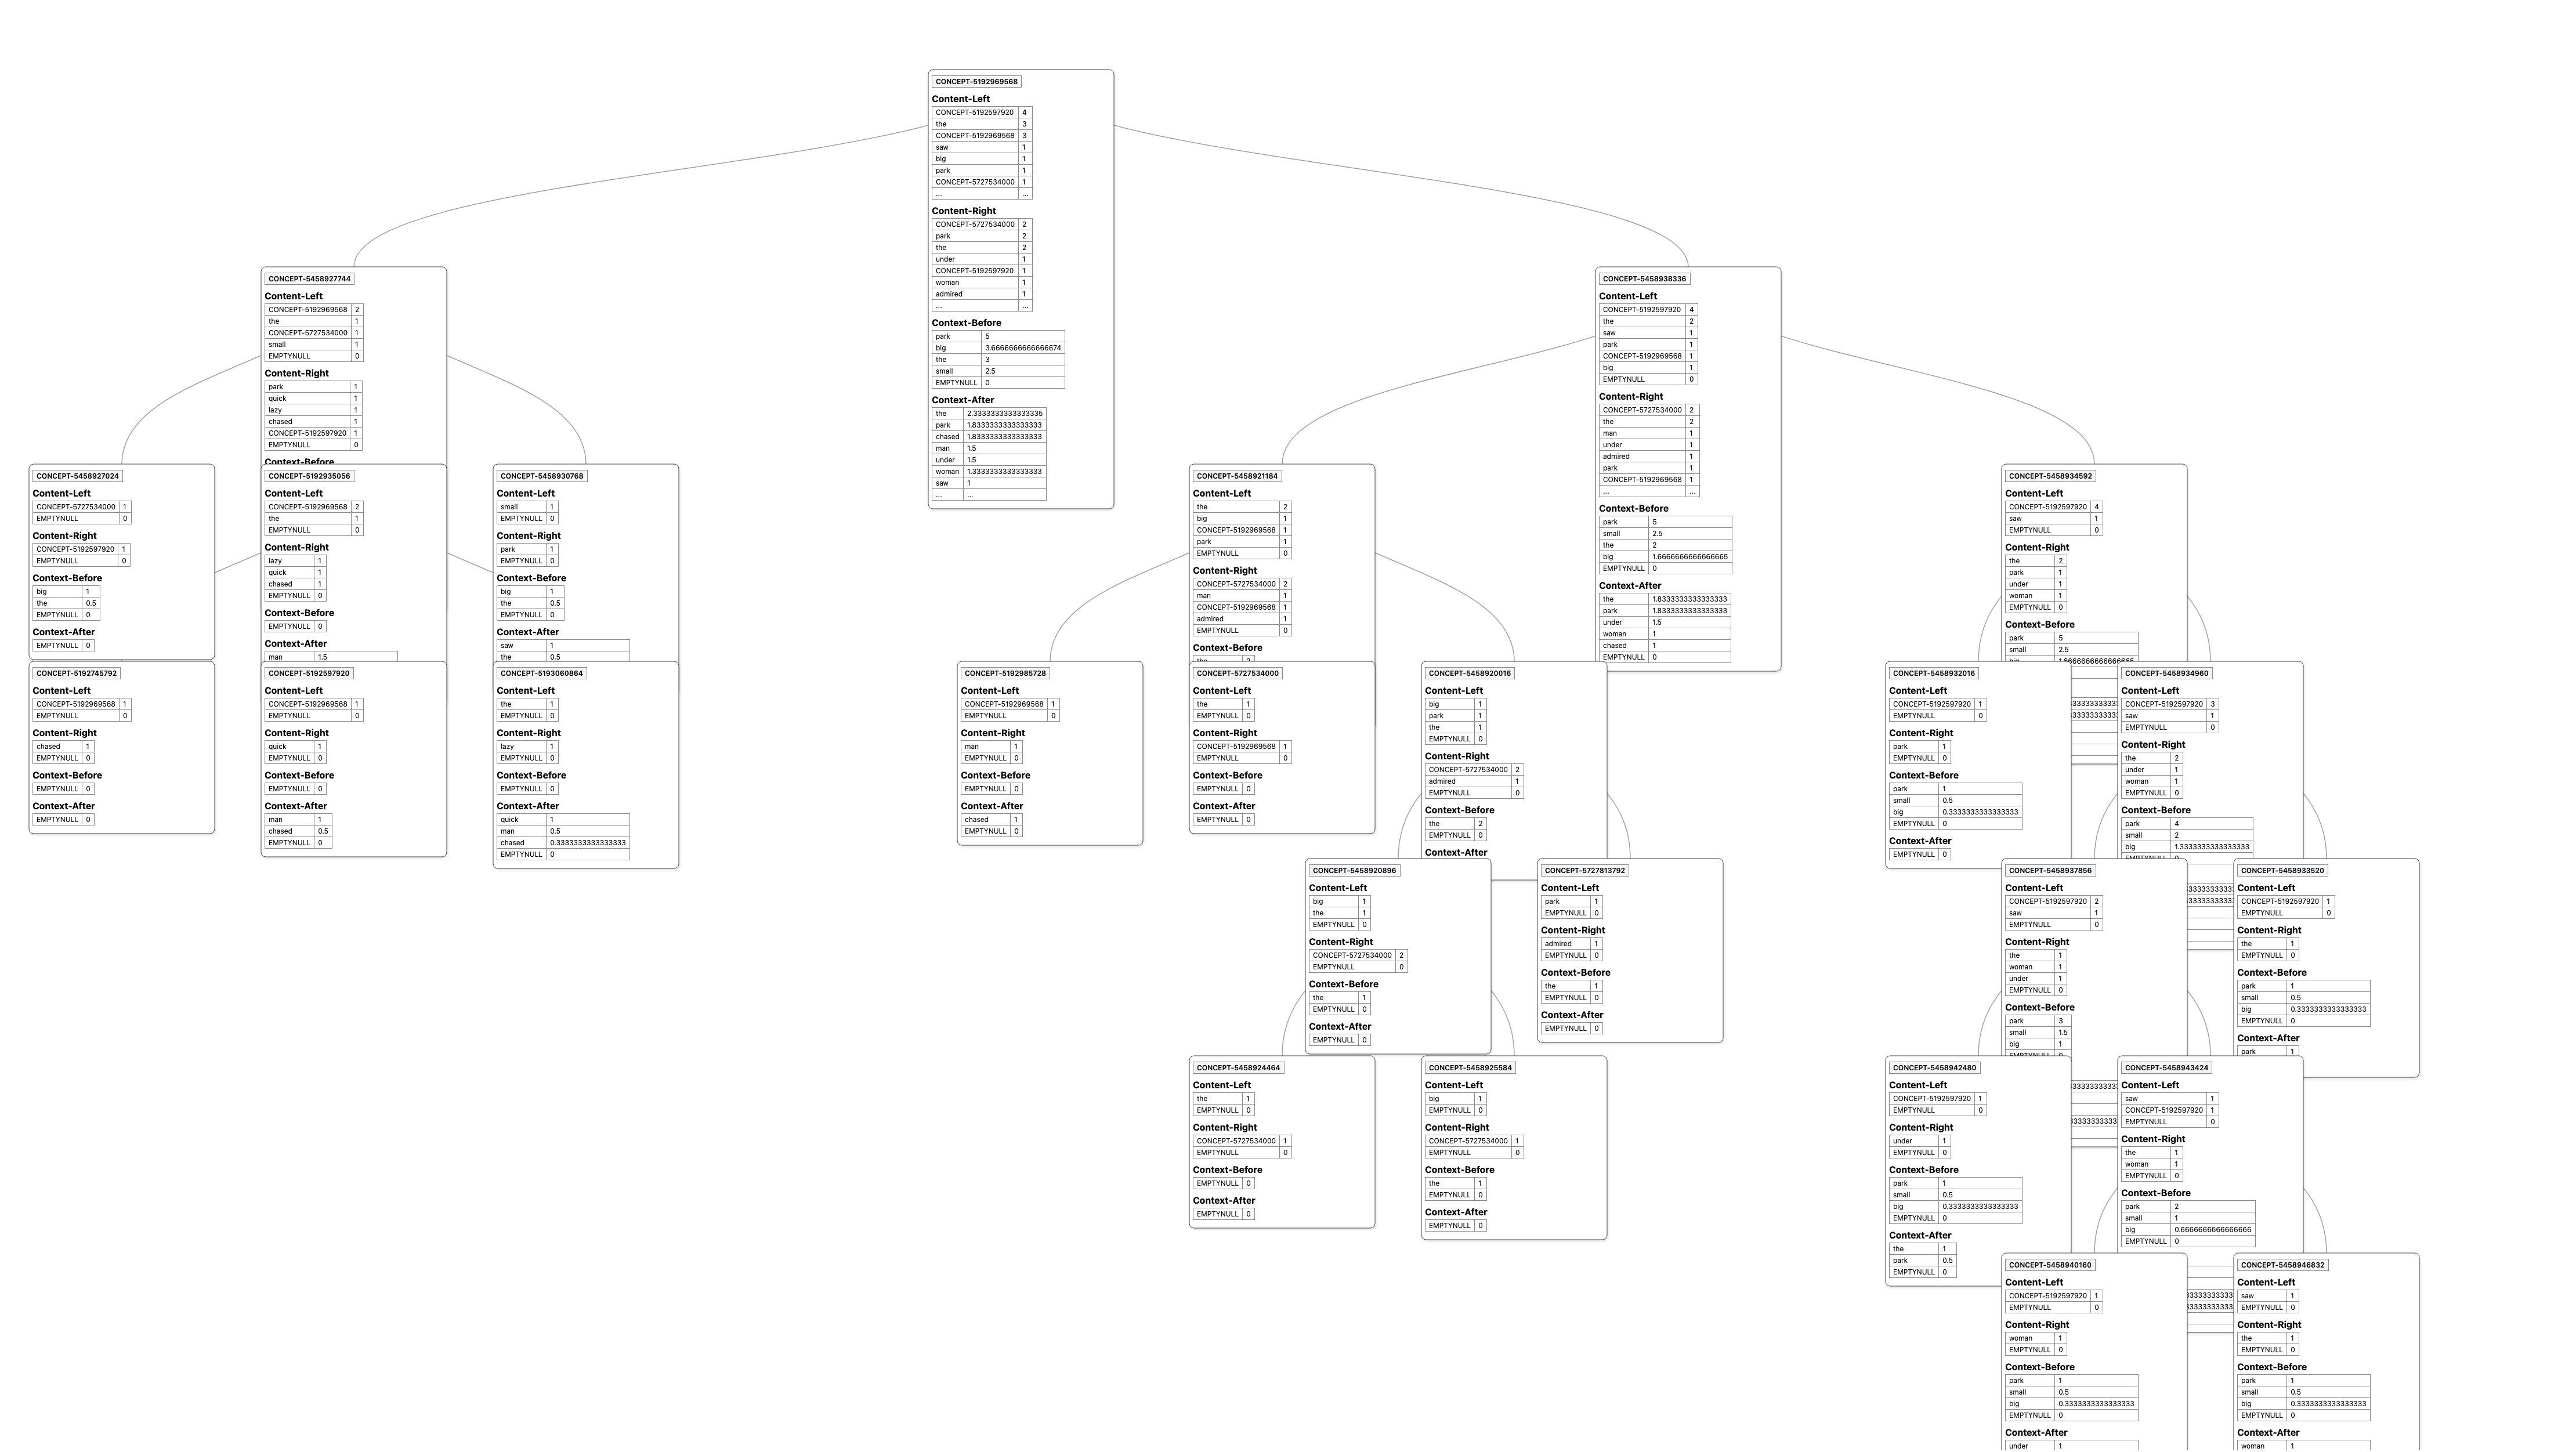 CONCEPT-5192969568
Content-Left
CONCEPT-5192597920 4
the 3
CONCEPT-5192969568 3
saw 1
big 1
park 1
CONCEPT-5727534000 1
... ...
Content-Right
CONCEPT-5727534000 2
park 2
the 2
under 1
CONCEPT-5192597920 1
woman 1
admired 1
... ...
Context-Before
park 5
big 3.6666666666666674
the 3
small 2.5
EMPTYNULL 0
Context-After
the 2.3333333333333335
park 1.8333333333333333
chased 1.8333333333333333
man 1.5
under 1.5
woman 1.3333333333333333
saw 1
... ...
CONCEPT-5458927744
Content-Left
CONCEPT-5192969568 2
the 1
CONCEPT-5727534000 1
small 1
EMPTYNULL 0
Content-Right
park 1
quick 1
lazy 1
chased 1
CONCEPT-5192597920 1
EMPTYNULL 0
Context-Before
CONCEPT-5458938336
Content-Left
CONCEPT-5192597920 4
the 2
saw 1
park 1
CONCEPT-5192969568 1
big 1
EMPTYNULL 0
Content-Right
CONCEPT-5727534000 2
the 2
man 1
under 1
admired 1
park 1
CONCEPT-5192969568 1
... ...
Context-Before
park 5
small 2.5
the 2
big 1.6666666666666665
EMPTYNULL 0
Context-After
the 1.8333333333333333
park 1.8333333333333333
under 1.5
woman 1
chased 1
EMPTYNULL 0
CONCEPT-5458927024
Content-Left
CONCEPT-5727534000 1
EMPTYNULL 0
Content-Right
CONCEPT-5192597920 1
EMPTYNULL 0
Context-Before
big 1
the 0.5
EMPTYNULL 0
Context-After
EMPTYNULL 0
CONCEPT-5192935056
Content-Left
CONCEPT-5192969568 2
the 1
EMPTYNULL 0
Content-Right
lazy 1
quick 1
chased 1
EMPTYNULL 0
Context-Before
EMPTYNULL 0
Context-After
man 1.5
CONCEPT-5458930768
Content-Left
small 1
EMPTYNULL 0
Content-Right
park 1
EMPTYNULL 0
Context-Before
big 1
the 0.5
EMPTYNULL 0
Context-After
saw 1
the 0.5
CONCEPT-5458921184
Content-Left
the 2
big 1
CONCEPT-5192969568 1
park 1
EMPTYNULL 0
Content-Right
CONCEPT-5727534000 2
man 1
CONCEPT-5192969568 1
admired 1
EMPTYNULL 0
Context-Before
the 2
CONCEPT-5458934592
Content-Left
CONCEPT-5192597920 4
saw 1
EMPTYNULL 0
Content-Right
the 2
park 1
under 1
woman 1
EMPTYNULL 0
Context-Before
park 5
small 2.5
big 1.6666666666666665
CONCEPT-5192745792
Content-Left
CONCEPT-5192969568 1
EMPTYNULL 0
Content-Right
chased 1
EMPTYNULL 0
Context-Before
EMPTYNULL 0
Context-After
EMPTYNULL 0
CONCEPT-5192597920
Content-Left
CONCEPT-5192969568 1
EMPTYNULL 0
Content-Right
quick 1
EMPTYNULL 0
Context-Before
EMPTYNULL 0
Context-After
man 1
chased 0.5
EMPTYNULL 0
CONCEPT-5193060864
Content-Left
the 1
EMPTYNULL 0
Content-Right
lazy 1
EMPTYNULL 0
Context-Before
EMPTYNULL 0
Context-After
quick 1
man 0.5
chased 0.3333333333333333
EMPTYNULL 0
CONCEPT-5192985728
Content-Left
CONCEPT-5192969568 1
EMPTYNULL 0
Content-Right
man 1
EMPTYNULL 0
Context-Before
EMPTYNULL 0
Context-After
chased 1
EMPTYNULL 0
CONCEPT-5727534000
Content-Left
the 1
EMPTYNULL 0
Content-Right
CONCEPT-5192969568 1
EMPTYNULL 0
Context-Before
EMPTYNULL 0
Context-After
EMPTYNULL 0
CONCEPT-5458920016
Content-Left
big 1
park 1
the 1
EMPTYNULL 0
Content-Right
CONCEPT-5727534000 2
admired 1
EMPTYNULL 0
Context-Before
the 2
EMPTYNULL 0
Context-After
CONCEPT-5458932016
Content-Left
CONCEPT-5192597920 1
EMPTYNULL 0
Content-Right
park 1
EMPTYNULL 0
Context-Before
park 1
small 0.5
big 0.3333333333333333
EMPTYNULL 0
Context-After
EMPTYNULL 0
CONCEPT-5458934960
Content-Left
CONCEPT-5192597920 3
saw 1
EMPTYNULL 0
Content-Right
the 2
under 1
woman 1
EMPTYNULL 0
Context-Before
park 4
small 2
big 1.3333333333333333
EMPTYNULL 0
CONCEPT-5458920896
Content-Left
big 1
the 1
EMPTYNULL 0
Content-Right
CONCEPT-5727534000 2
EMPTYNULL 0
Context-Before
the 1
EMPTYNULL 0
Context-After
EMPTYNULL 0
CONCEPT-5727813792
Content-Left
park 1
EMPTYNULL 0
Content-Right
admired 1
EMPTYNULL 0
Context-Before
the 1
EMPTYNULL 0
Context-After
EMPTYNULL 0
CONCEPT-5458937856
Content-Left
CONCEPT-5192597920 2
saw 1
EMPTYNULL 0
Content-Right
the 1
woman 1
under 1
EMPTYNULL 0
Context-Before
park 3
small 1.5
big 1
EMPTYNULL 0
CONCEPT-5458933520
Content-Left
CONCEPT-5192597920 1
EMPTYNULL 0
Content-Right
the 1
EMPTYNULL 0
Context-Before
park 1
small 0.5
big 0.3333333333333333
EMPTYNULL 0
Context-After
park 1
CONCEPT-5458924464
Content-Left
the 1
EMPTYNULL 0
Content-Right
CONCEPT-5727534000 1
EMPTYNULL 0
Context-Before
EMPTYNULL 0
Context-After
EMPTYNULL 0
CONCEPT-5458925584
Content-Left
big 1
EMPTYNULL 0
Content-Right
CONCEPT-5727534000 1
EMPTYNULL 0
Context-Before
the 1
EMPTYNULL 0
Context-After
EMPTYNULL 0
CONCEPT-5458942480
Content-Left
CONCEPT-5192597920 1
EMPTYNULL 0
Content-Right
under 1
EMPTYNULL 0
Context-Before
park 1
small 0.5
big 0.3333333333333333
EMPTYNULL 0
Context-After
the 1
park 0.5
EMPTYNULL 0
CONCEPT-5458943424
Content-Left
saw 1
CONCEPT-5192597920 1
EMPTYNULL 0
Content-Right
the 1
woman 1
EMPTYNULL 0
Context-Before
park 2
small 1
big 0.6666666666666666
EMPTYNULL 0
CONCEPT-5458940160
Content-Left
CONCEPT-5192597920 1
EMPTYNULL 0
Content-Right
woman 1
EMPTYNULL 0
Context-Before
park 1
small 0.5
big 0.3333333333333333
EMPTYNULL 0
Context-After
under 1
CONCEPT-5458946832
Content-Left
saw 1
EMPTYNULL 0
Content-Right
the 1
EMPTYNULL 0
Context-Before
park 1
small 0.5
big 0.3333333333333333
EMPTYNULL 0
Context-After
woman 1